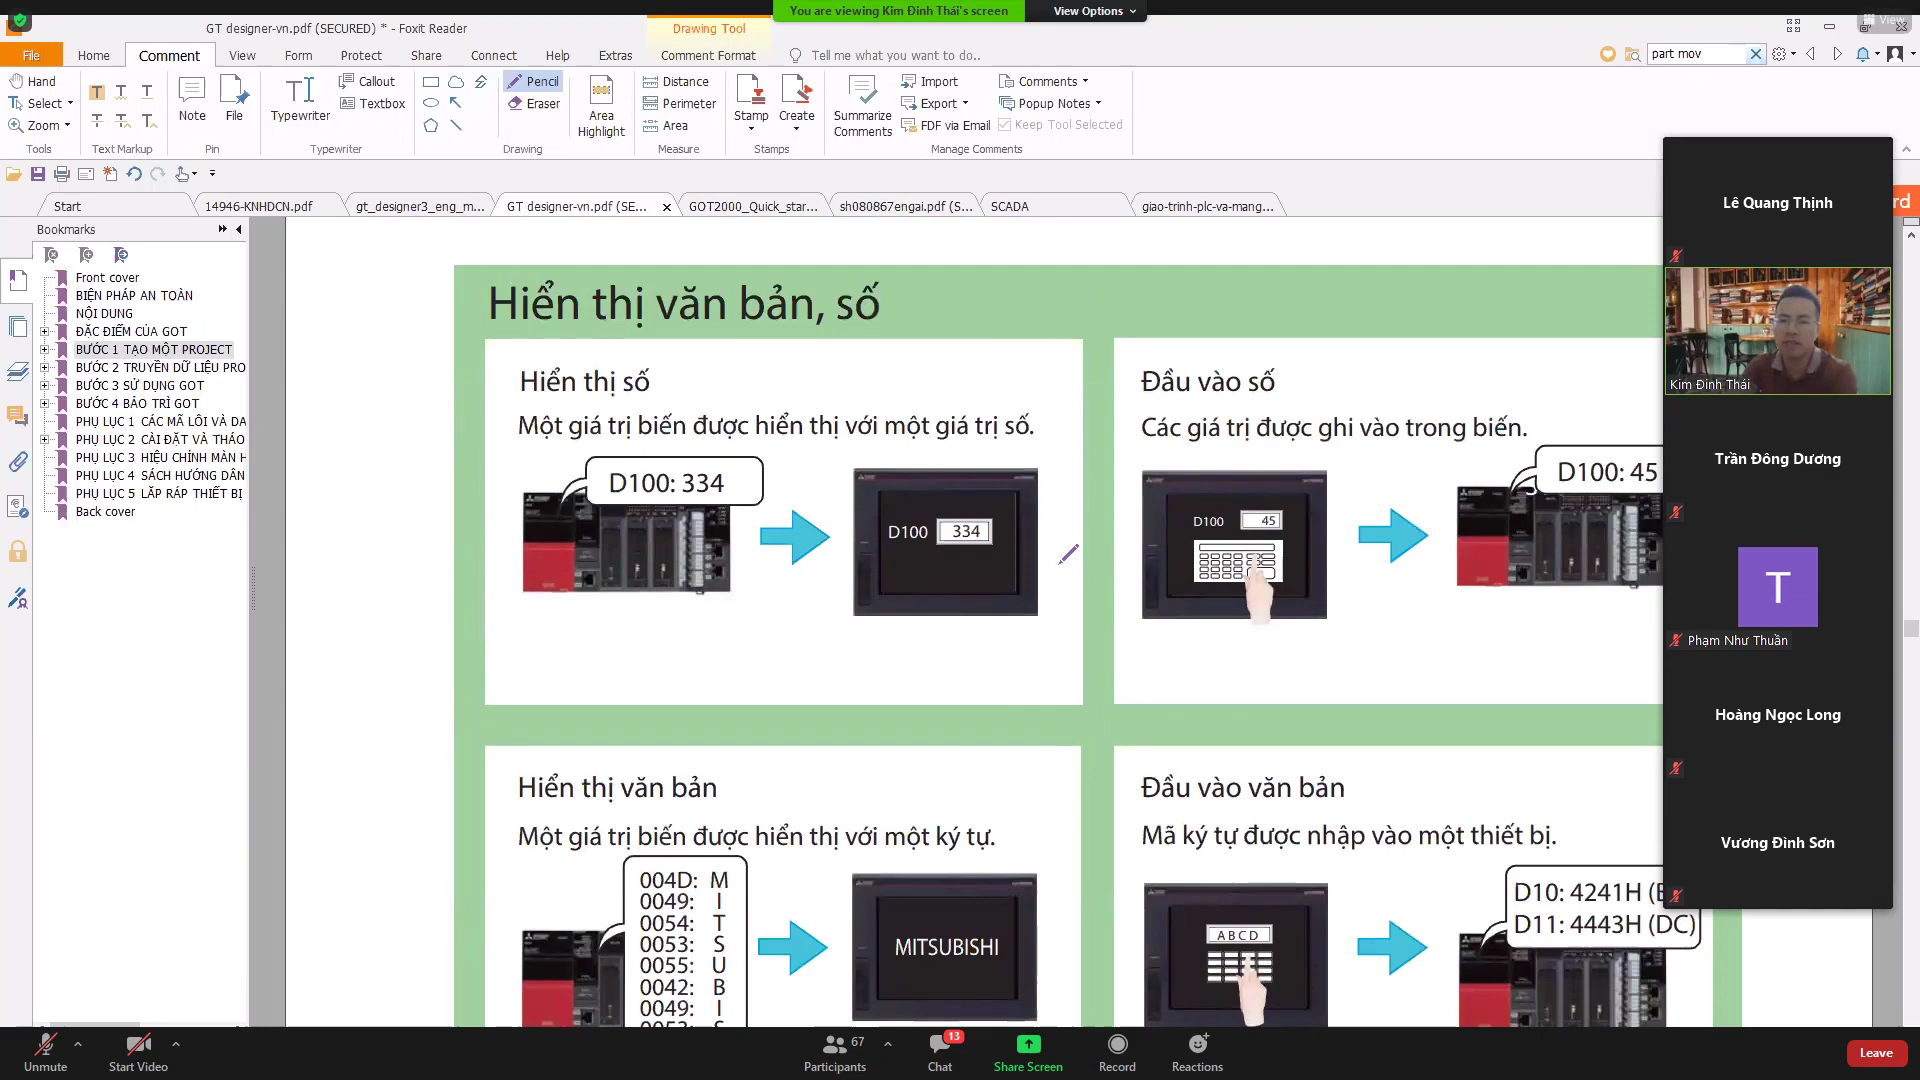 You are viewing Kim Đình Thái's screen
View Options
View
GT designer-vn.pdf (SECURED) * - Foxit Reader
Drawing Tool
File
Home
Comment
View
Form
Protect
Share
Connect
Help
Extras
Comment Format
Tell me what you want to do..
part mov
Hand
Select
Zoom
Tools
Text Markup
Note
File
Pin
Typewriter
Callout
Textbox
Typewriter
Pencil
Eraser
Drawing
Area
Highlight
Distance
Perimeter
Area
Measure
Stamp
Create
Stamps
Summarize
Comments
Import
Export
FDF via Email
Comments
Popup Notes
Keep Tool Selected
Manage Comments
Start
14946-KNHDCN.pdf
gt_designer3_eng_m...
GT designer-vn.pdf (SE...
GOT2000_Quick_star...
sh080867engai.pdf (S...
SCADA
giao-trinh-plc-va-mang...
rd
Bookmarks
Front cover
BIỆN PHÁP AN TOÀN
NỘI DUNG
ĐẶC ĐIỂM CỦA GOT
BƯỚC 1 TẠO MỘT PROJECT
BƯỚC 2 TRUYỀN DỮ LIỆU PRO
BƯỚC 3 SỬ DỤNG GOT
BƯỚC 4 BẢO TRÌ GOT
PHỤ LỤC 1 CÁC MÃ LỖI VÀ DA
PHỤ LỤC 2 CÀI ĐẶT VÀ THÁO
PHỤ LỤC 3 HIỆU CHỈNH MÀN H
PHỤ LỤC 4 SÁCH HƯỚNG DẪN
PHỤ LỤC 5 LẮP RÁP THIẾT BỊ
Back cover
Hiển thị văn bản, số
Hiển thị số
Một giá trị biến được hiển thị với một giá trị số.
D100: 334
D100 334
Đầu vào số
Các giá trị được ghi vào trong biến.
D100 45
D100: 45
Hiển thị văn bản
Một giá trị biến được hiển thị với một ký tự.
004D: M
0049: I
0054: T
0053: S
0055: U
0042: B
0049: I
0053: S
MITSUBISHI
Đầu vào văn bản
Mã ký tự được nhập vào một thiết bị.
ABCD
D10: 4241H (B
D11: 4443H (DC)
Lê Quang Thịnh
Kim Đình Thái
Trần Đông Dương
T
Phạm Như Thuần
Hoàng Ngọc Long
Vương Đình Sơn
Unmute
Start Video
67
Participants
13
Chat
Share Screen
Record
Reactions
Leave